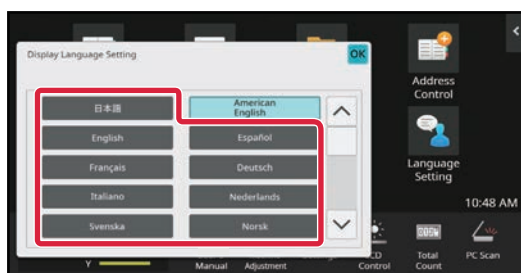 Display Language Setting
OK
日本語
American
English
English
Español
Français
Deutsch
Italiano
Nederlands
Svenska
Norsk
Address
Control
Language
Setting
10:48 AM
Y
Manual
Adjustment
Control
Total
Count
PC Scan